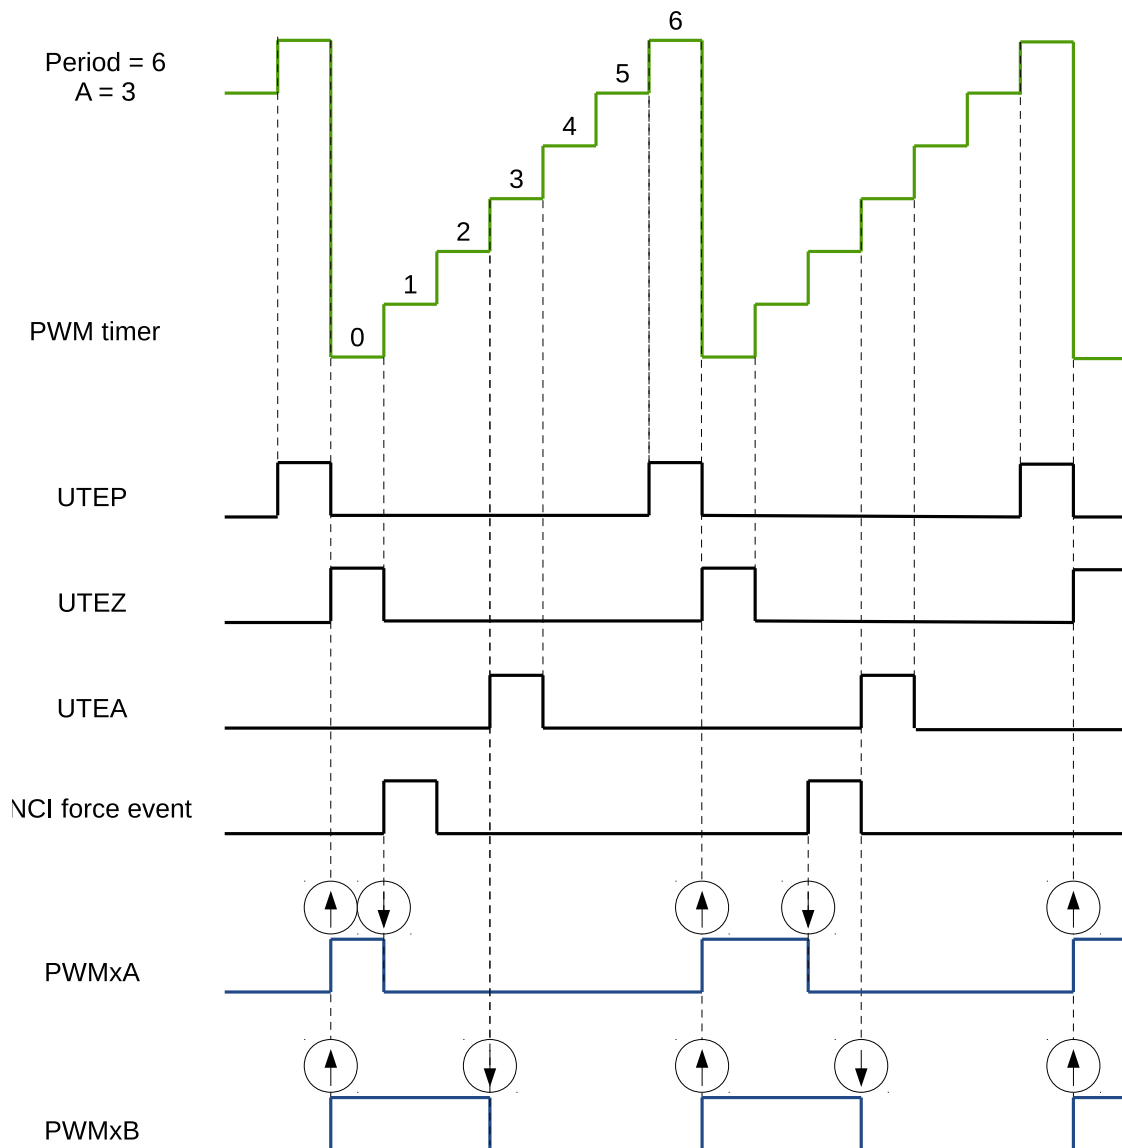 6
Period = 6
A = 3
5
4
3
2
1
0
PWM timer
UTEP
UTEZ
UTEA
NCI force event
PWMxA
PWMxB